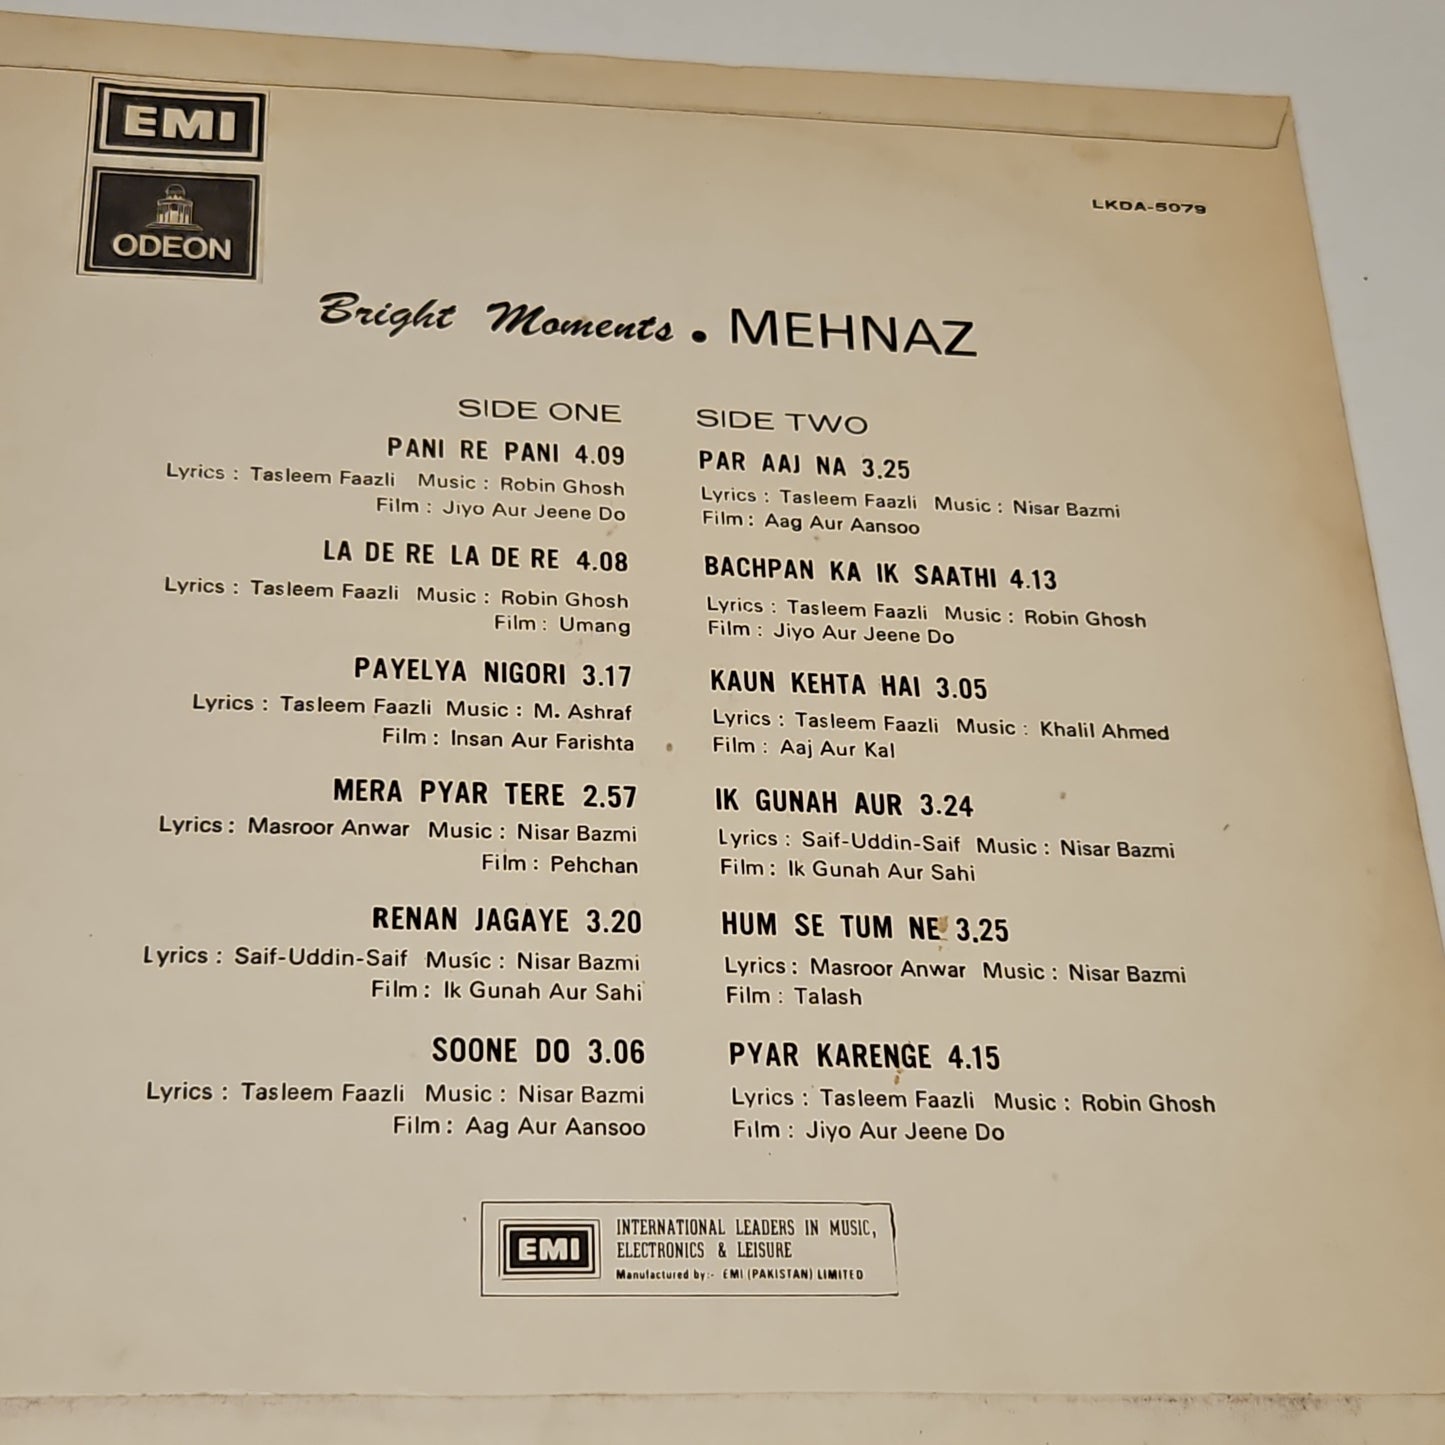 EMI
ODEON
LKDA-5079
Bright Moments . MEHNAZ
SIDE ONE
PANI RE PANI 4.09
Lyrics : Tasleem Faazli Music : Robin Ghosh
Film : Jiyo Aur Jeene Do
LA DE RE LA DE RE 4.08
Lyrics : Tasleem Faazli Music : Robin Ghosh
Film : Umang
PAYELYA NIGORI 3.17
Lyrics : Tasleem Faazli Music : M. Ashraf
Film : Insan Aur Farishta
MERA PYAR TERE 2.57
Lyrics : Masroor Anwar Music : Nisar Bazmi
Film : Pehchan
RENAN JAGAYE 3.20
Lyrics : Saif-Uddin-Saif Music : Nisar Bazmi
Film : Ik Gunah Aur Sahi
SOONE DO 3.06
Lyrics : Tasleem Faazli Music : Nisar Bazmi
Film : Aag Aur Aansoo
SIDE TWO
PAR AAJ NA 3.25
Lyrics : Tasleem Faazli Music : Nisar Bazmi
Film : Aag Aur Aansoo
BACHPAN KA IK SAATHI 4.13
Lyrics : Tasleem Faazli Music : Robin Ghosh
Film : Jiyo Aur Jeene Do
KAUN KEHTA HAI 3.05
Lyrics : Tasleem Faazli Music : Khalil Ahmed
Film : Aaj Aur Kal
IK GUNAH AUR 3.24
Lyrics : Saif-Uddin-Saif Music : Nisar Bazmi
Film : Ik Gunah Aur Sahi
HUM SE TUM NE 3.25
Lyrics : Masroor Anwar Music : Nisar Bazmi
Film : Talash
PYAR KARENGE 4.15
Lyrics : Tasleem Faazli Music : Robin Ghosh
Film : Jiyo Aur Jeene Do
EMI
INTERNATIONAL LEADERS IN MUSIC,
ELECTRONICS & LEISURE
Manufactured by:- EMI (PAKISTAN) LIMITED